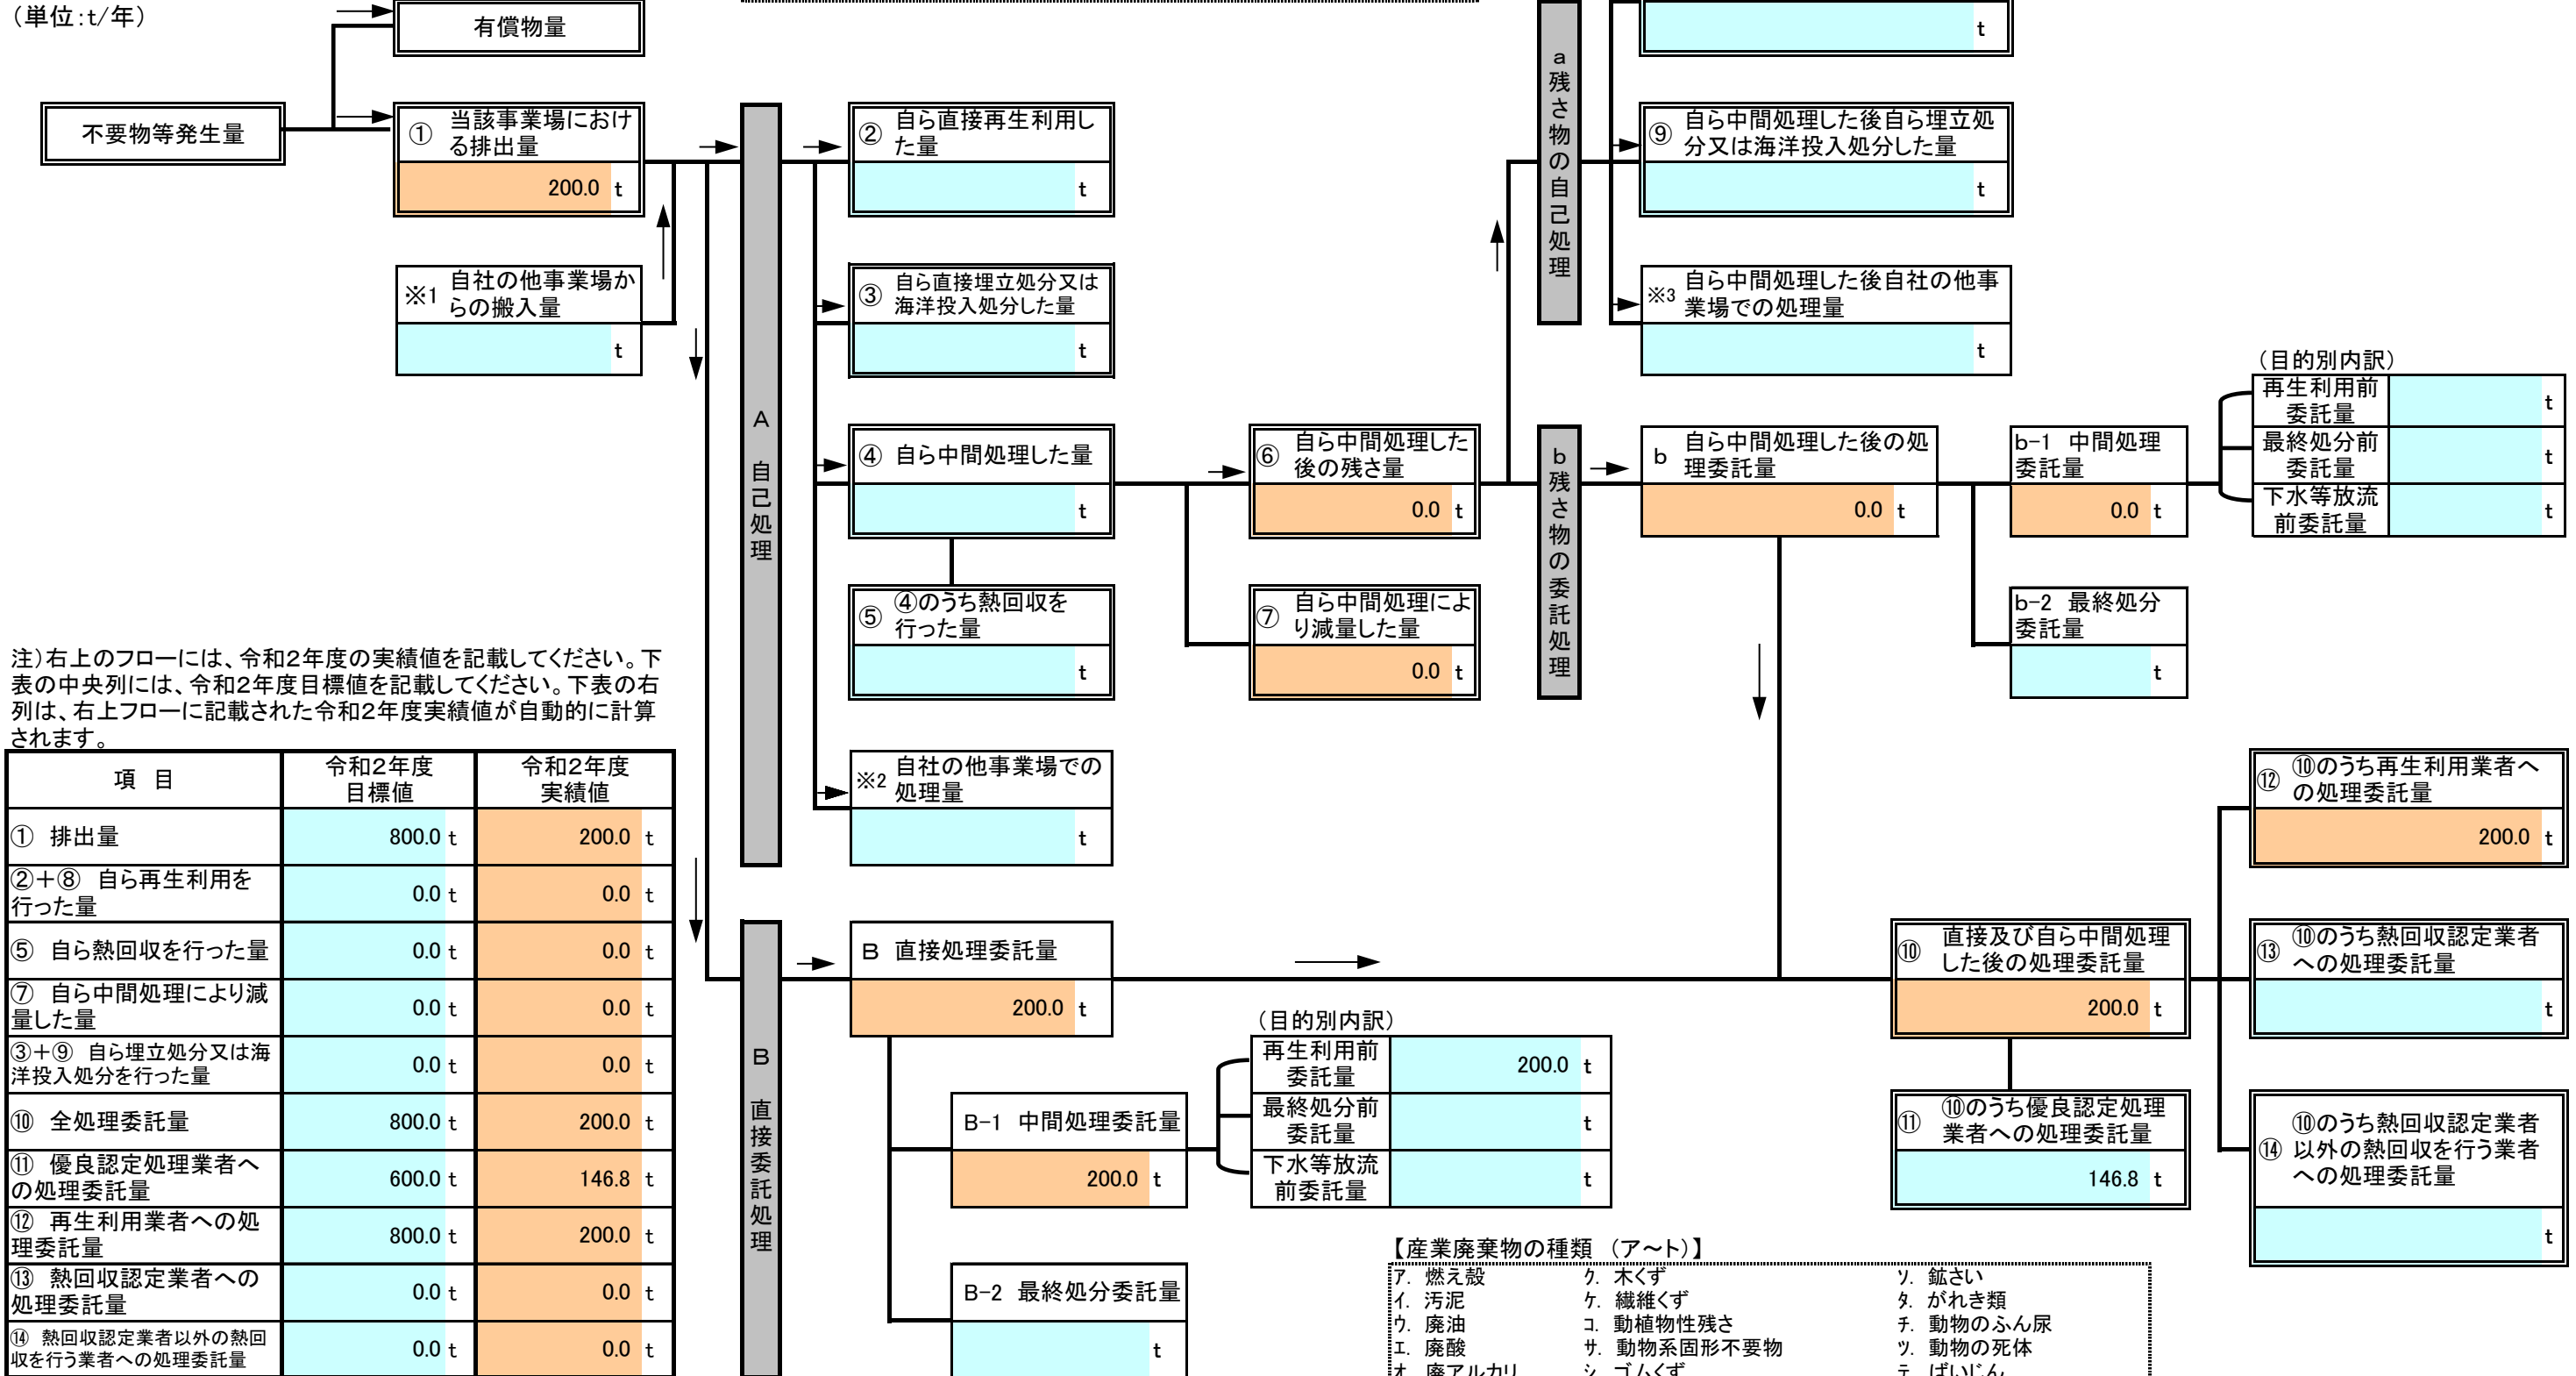 (単位:t/年)
有償物量
t
不要物等発生量
① 当該事業場におけ
る排出量
200.0 t
※1 自社の他事業場か
らの搬入量
t
A 自己処理
② 自ら直接再生利用し
た量
t
③ 自ら直接埋立処分又は
海洋投入処分した量
t
④ 自ら中間処理した量
t
⑤ ④のうち熱回収を
行った量
t
※2 自社の他事業場での
処理量
t
⑥ 自ら中間処理した
後の残さ量
0.0 t
⑦ 自ら中間処理によ
り減量した量
0.0 t
a 残さ物の自己処理
⑨ 自ら中間処理した後自ら埋立処
分又は海洋投入処分した量
t
※3 自ら中間処理した後自社の他事
業場での処理量
t
b 残さ物の委託処理
b 自ら中間処理した後の処
理委託量
0.0 t
b-1 中間処理
委託量
0.0 t
(目的別内訳)
再生利用前
委託量
t
最終処分前
委託量
t
下水等放流
前委託量
t
b-2 最終処分
委託量
t
注)右上のフローには、令和2年度の実績値を記載してください。下
表の中央列には、令和2年度目標値を記載してください。下表の右
列は、右上フローに記載された令和2年度実績値が自動的に計算
されます。
項 目 令和2年度
目標値 令和2年度
実績値
① 排出量 800.0 t 200.0 t
②+⑧ 自ら再生利用を
行った量 0.0 t 0.0 t
⑤ 自ら熱回収を行った量 0.0 t 0.0 t
⑦ 自ら中間処理により減
量した量 0.0 t 0.0 t
③+⑨ 自ら埋立処分又は海
洋投入処分を行った量 0.0 t 0.0 t
⑩ 全処理委託量 800.0 t 200.0 t
⑪ 優良認定処理業者へ
の処理委託量 600.0 t 146.8 t
⑫ 再生利用業者への処
理委託量 800.0 t 200.0 t
⑬ 熱回収認定業者への
処理委託量 0.0 t 0.0 t
⑭ 熱回収認定業者以外の熱回
収を行う業者への処理委託量 0.0 t 0.0 t
B 直接委託処理
B 直接処理委託量
200.0 t
B-1 中間処理委託量
200.0 t
(目的別内訳)
再生利用前
委託量
200.0 t
最終処分前
委託量
t
下水等放流
前委託量
t
B-2 最終処分委託量
t
⑩ 直接及び自ら中間処理
した後の処理委託量
200.0 t
⑪ ⑩のうち優良認定処理
業者への処理委託量
146.8 t
⑫ ⑩のうち再生利用業者へ
の処理委託量
200.0 t
⑬ ⑩のうち熱回収認定業者
への処理委託量
t
⑭ ⑩のうち熱回収認定業者
以外の熱回収を行う業者
への処理委託量
t
【産業廃棄物の種類 (ア~ト)】
ア. 燃え殻 ク. 木くず ソ. 鉱さい
イ. 汚泥 ケ. 繊維くず タ. がれき類
ウ. 廃油 コ. 動植物性残さ チ. 動物のふん尿
エ. 廃酸 サ. 動物系固形不要物 ツ. 動物の死体
オ. 廃アルカリ シ. ゴムくず テ. ばいじん